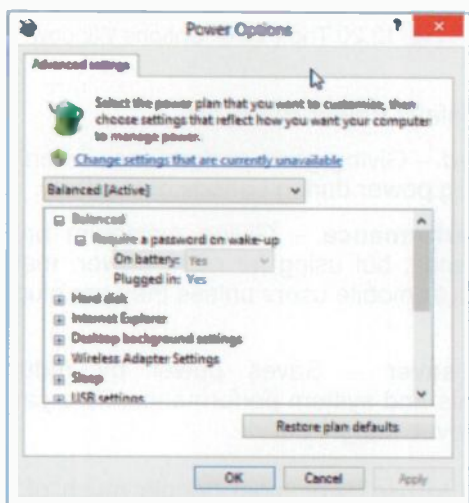 Power Options
?
Advanced settings
Select the power plan that you want to customise, then
choose settings that reflect how you want your computer
to manage power.
Change settings that are currently unavailable
Balanced [Active]
Balanced
Require a password on wake-up
On battery: Yes
Plugged in: Yes
Hard disk
Internet Explorer
Desktop background settings
Wireless Adapter Settings
Sleep
USB settings
Restore plan defaults
OK
Cancel
Apply